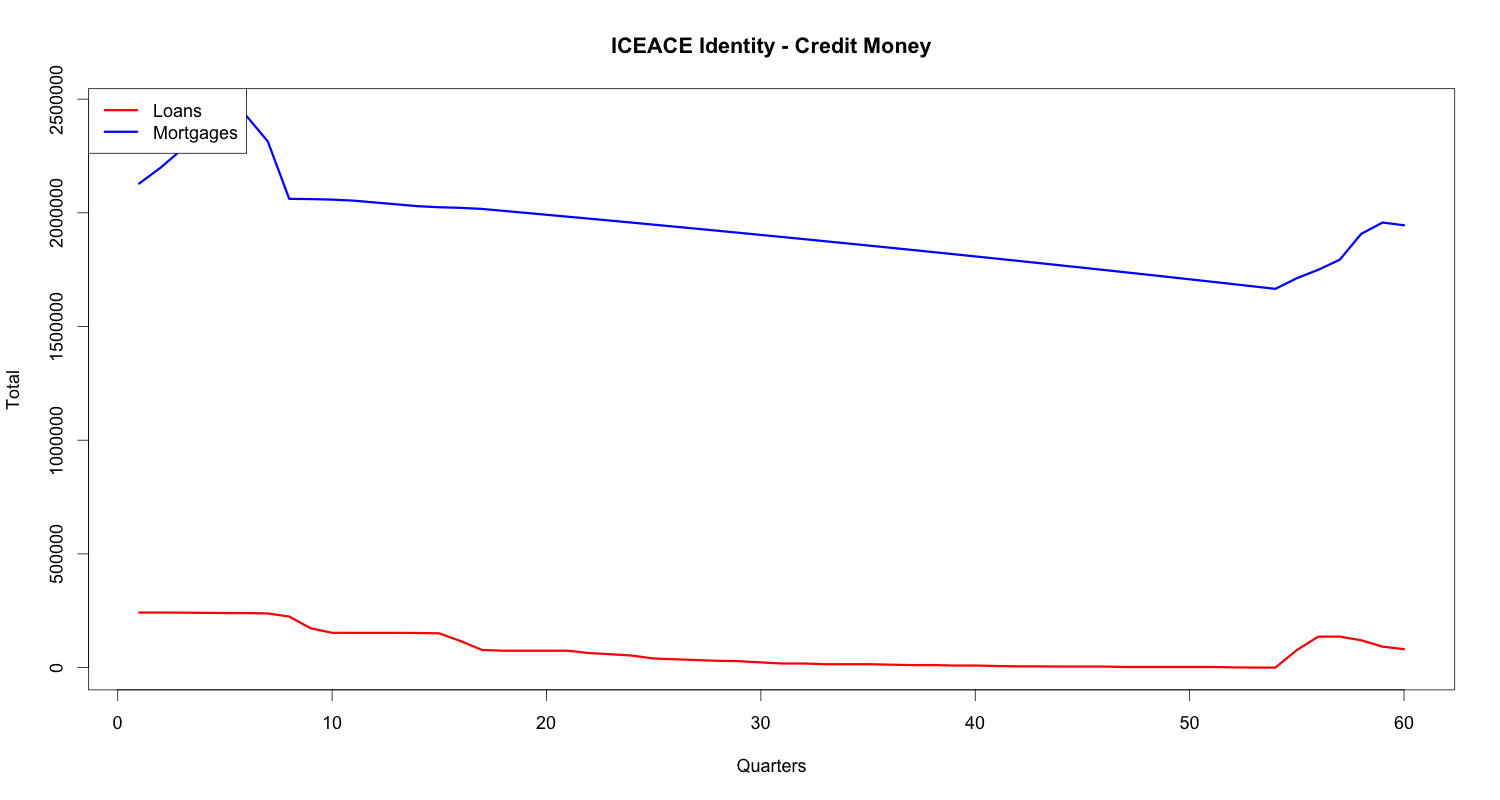 ICEACE Identity - Credit Money
Loans
Mortgages
2500000
2000000
1500000
1000000
500000
0
Total
0 10 20 30 40 50 60
Quarters